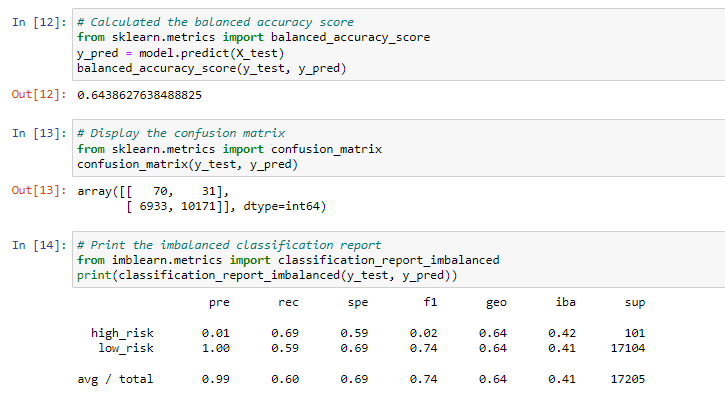 In [12]: # Calculated the balanced accuracy score
from sklearn.metrics import balanced_accuracy_score
y_pred = model.predict(X_test)
balanced_accuracy_score(y_test, y_pred)
Out[12]: 0.6438627638488825
In [13]: # Display the confusion matrix
from sklearn.metrics import confusion_matrix
confusion_matrix(y_test, y_pred)
Out[13]: array([[   70,    31],
       [ 6933, 10171]], dtype=int64)
In [14]: # Print the imbalanced classification report
from imblearn.metrics import classification_report_imbalanced
print(classification_report_imbalanced(y_test, y_pred))
pre rec spe f1 geo iba sup
high_risk 0.01 0.69 0.59 0.02 0.64 0.42 101
low_risk 1.00 0.59 0.69 0.74 0.64 0.41 17104
avg / total 0.99 0.60 0.69 0.74 0.64 0.41 17205